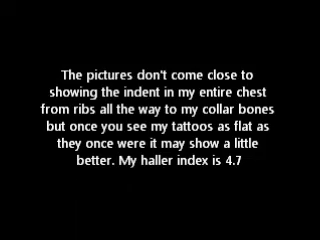 The pictures don't come close to
showing the indent in my entire chest
from ribs all the way to my collar bones
but once you see my tattoos as flat as
they once were it may show a little
better. My haller index is 4.7